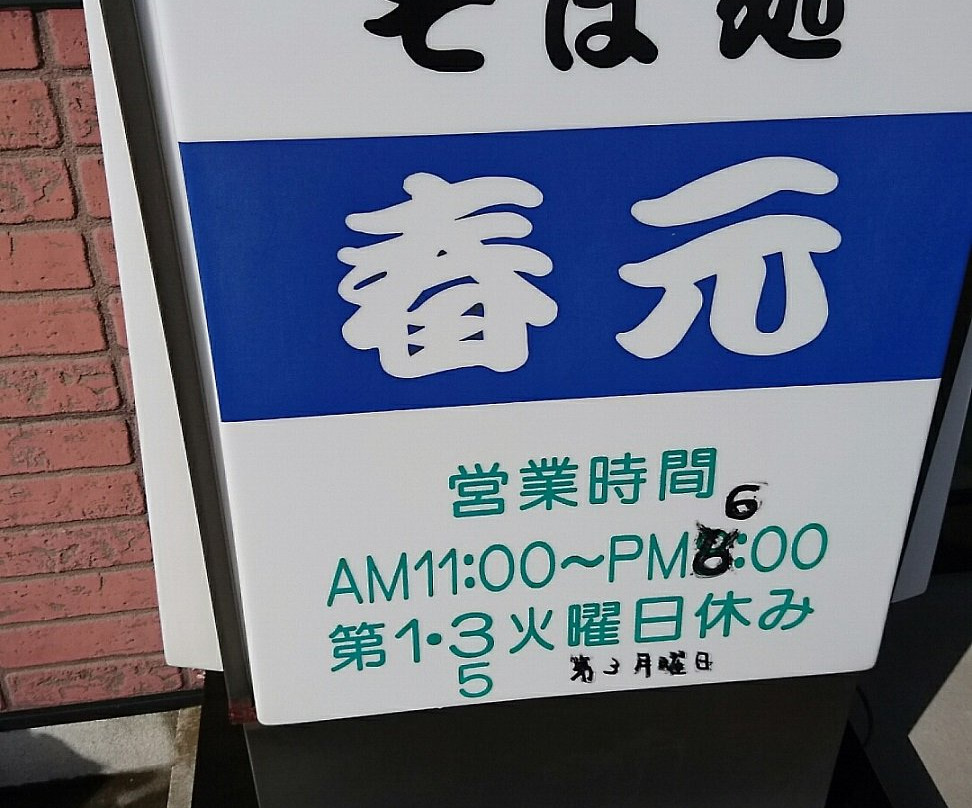 そば処
春元
営業時間
6
AM11:00〜PM:00
第1・3火曜日休み
5 第3月曜日